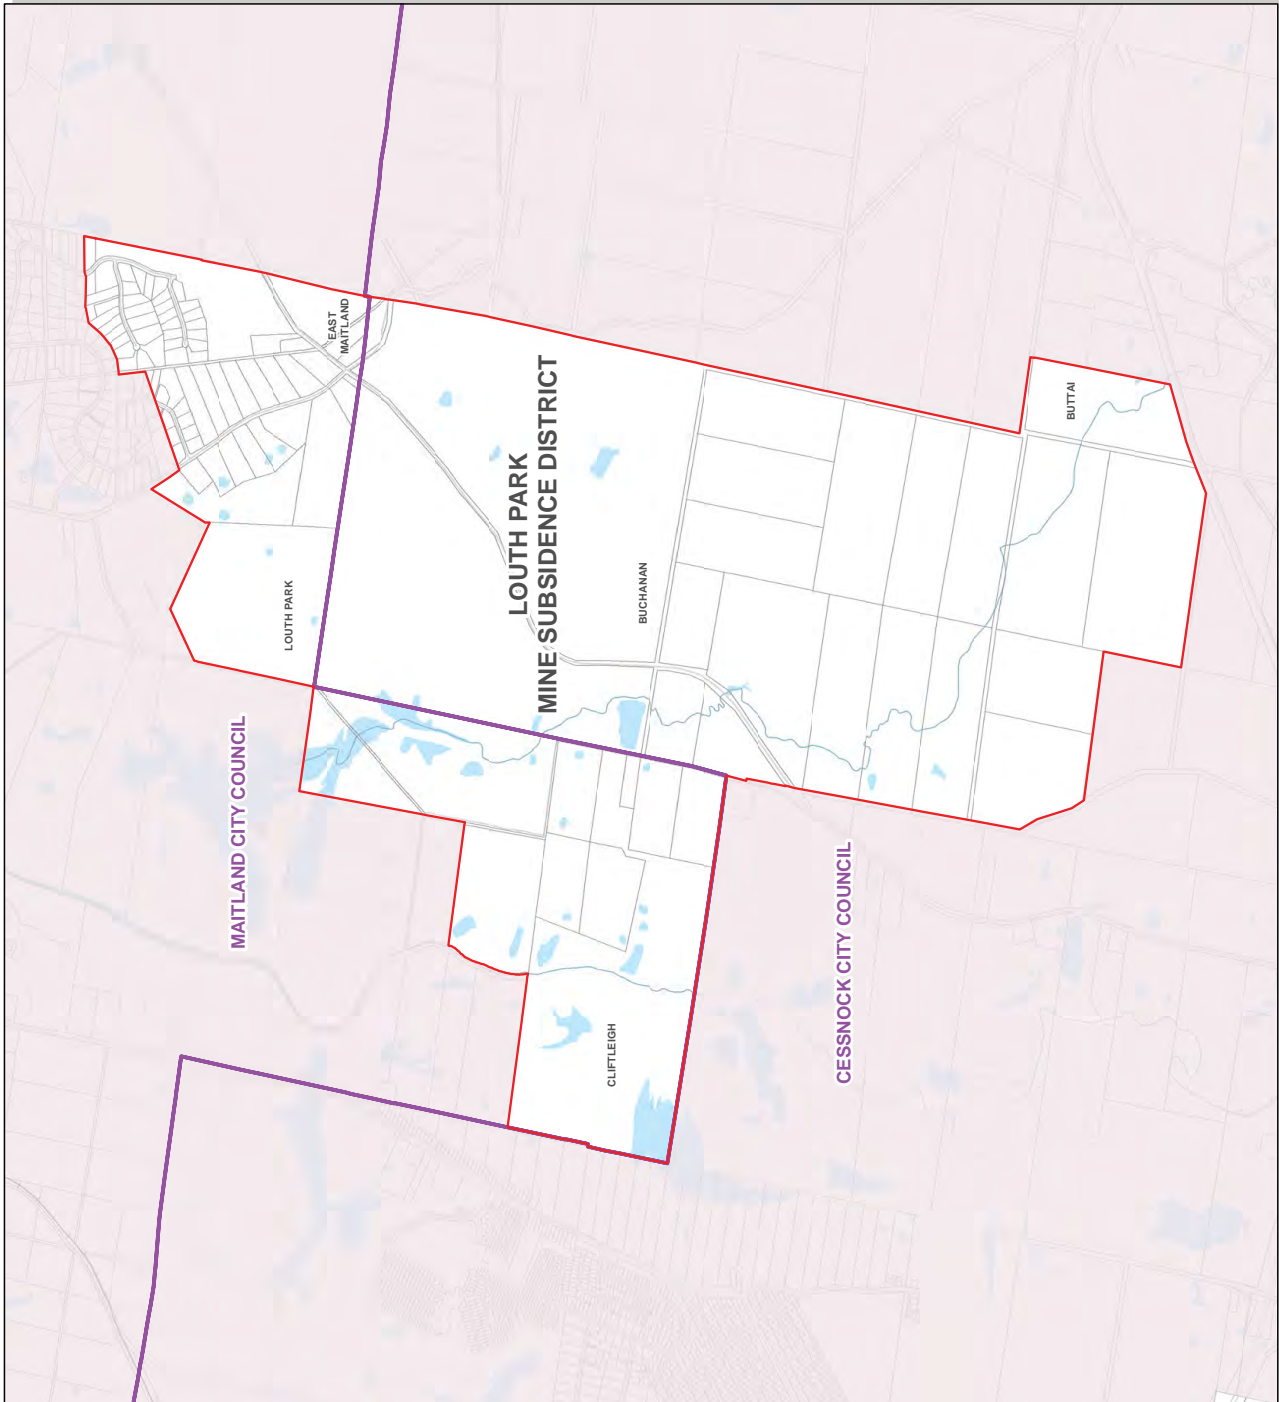 EAST
MAITLAND
LOUTH PARK
LOUTH PARK
MINE SUBSIDENCE DISTRICT
BUCHANAN
BUTTAI
MAITLAND CITY COUNCIL
CESSNOCK CITY COUNCIL
CLIFTLEIGH